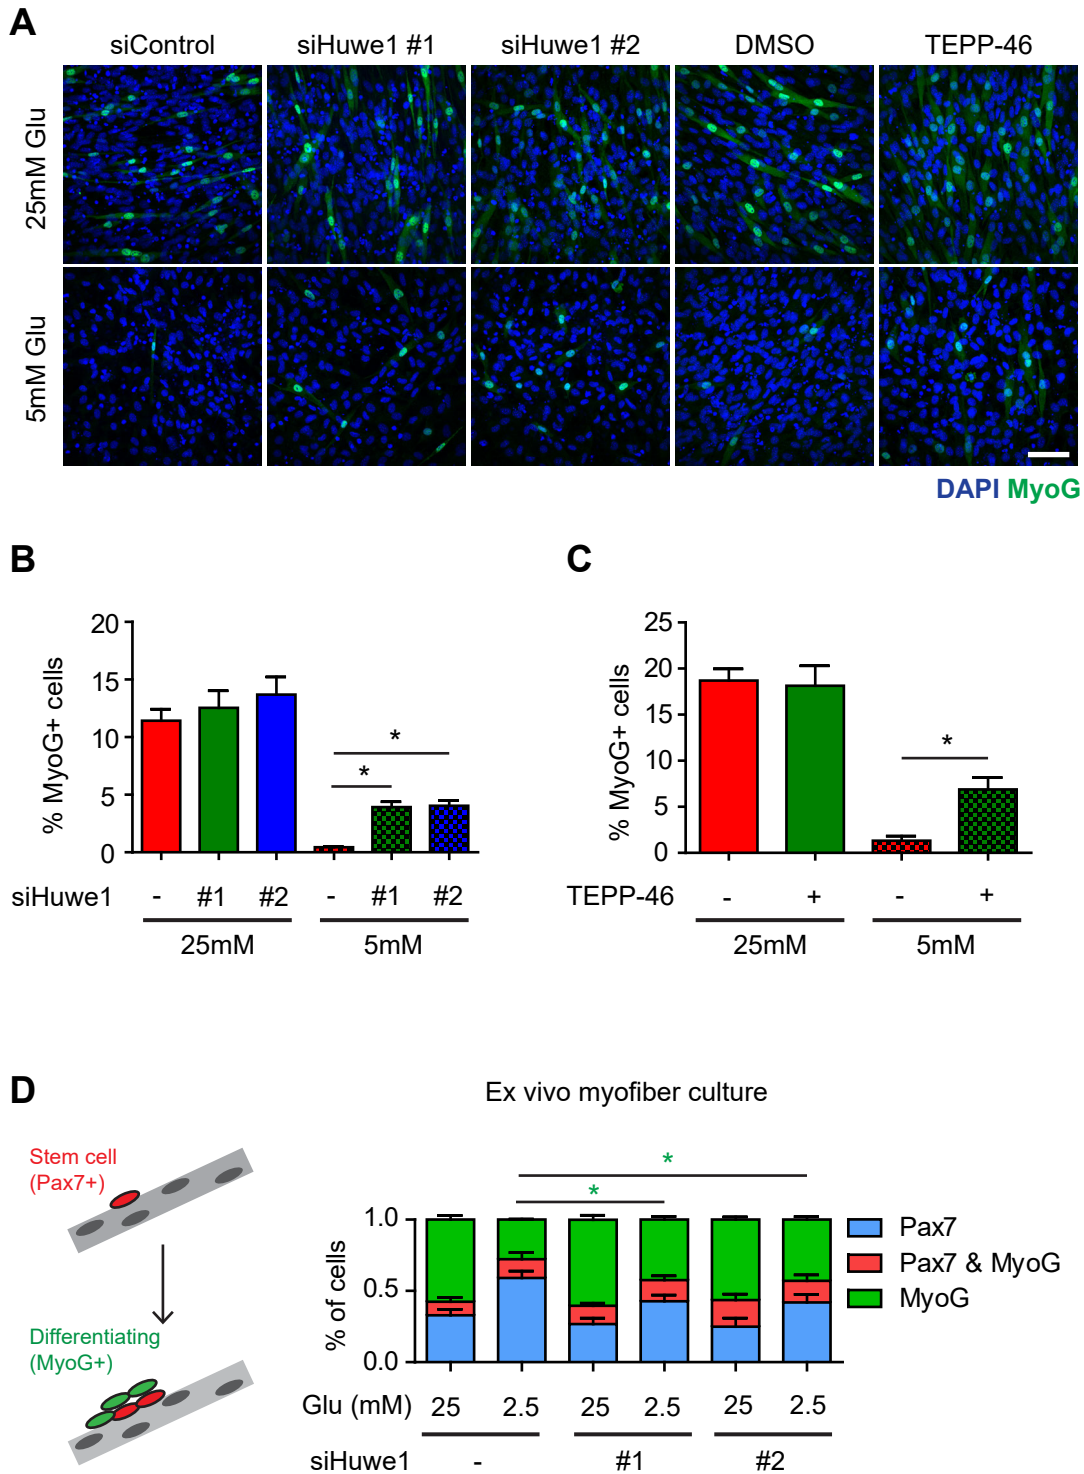 A
siControl siHuwe1 #1 siHuwe1 #2 DMSO TEPP-46
25mM Glu
5mM Glu
DAPI MyoG
B
% MyoG+ cells
20
15
10
5
0
*
*
siHuwe1 - #1 #2 - #1 #2
25mM 5mM
C
% MyoG+ cells
25
20
15
10
5
0
*
TEPP-46 - + - +
25mM 5mM
D
Ex vivo myofiber culture
Stem cell
(Pax7+)
Differentiating
(MyoG+)
% of cells
1.0
0.5
0.0
*
*
Pax7
Pax7 & MyoG
MyoG
Glu (mM) 25 2.5 25 2.5 25 2.5
siHuwe1 - #1 #2